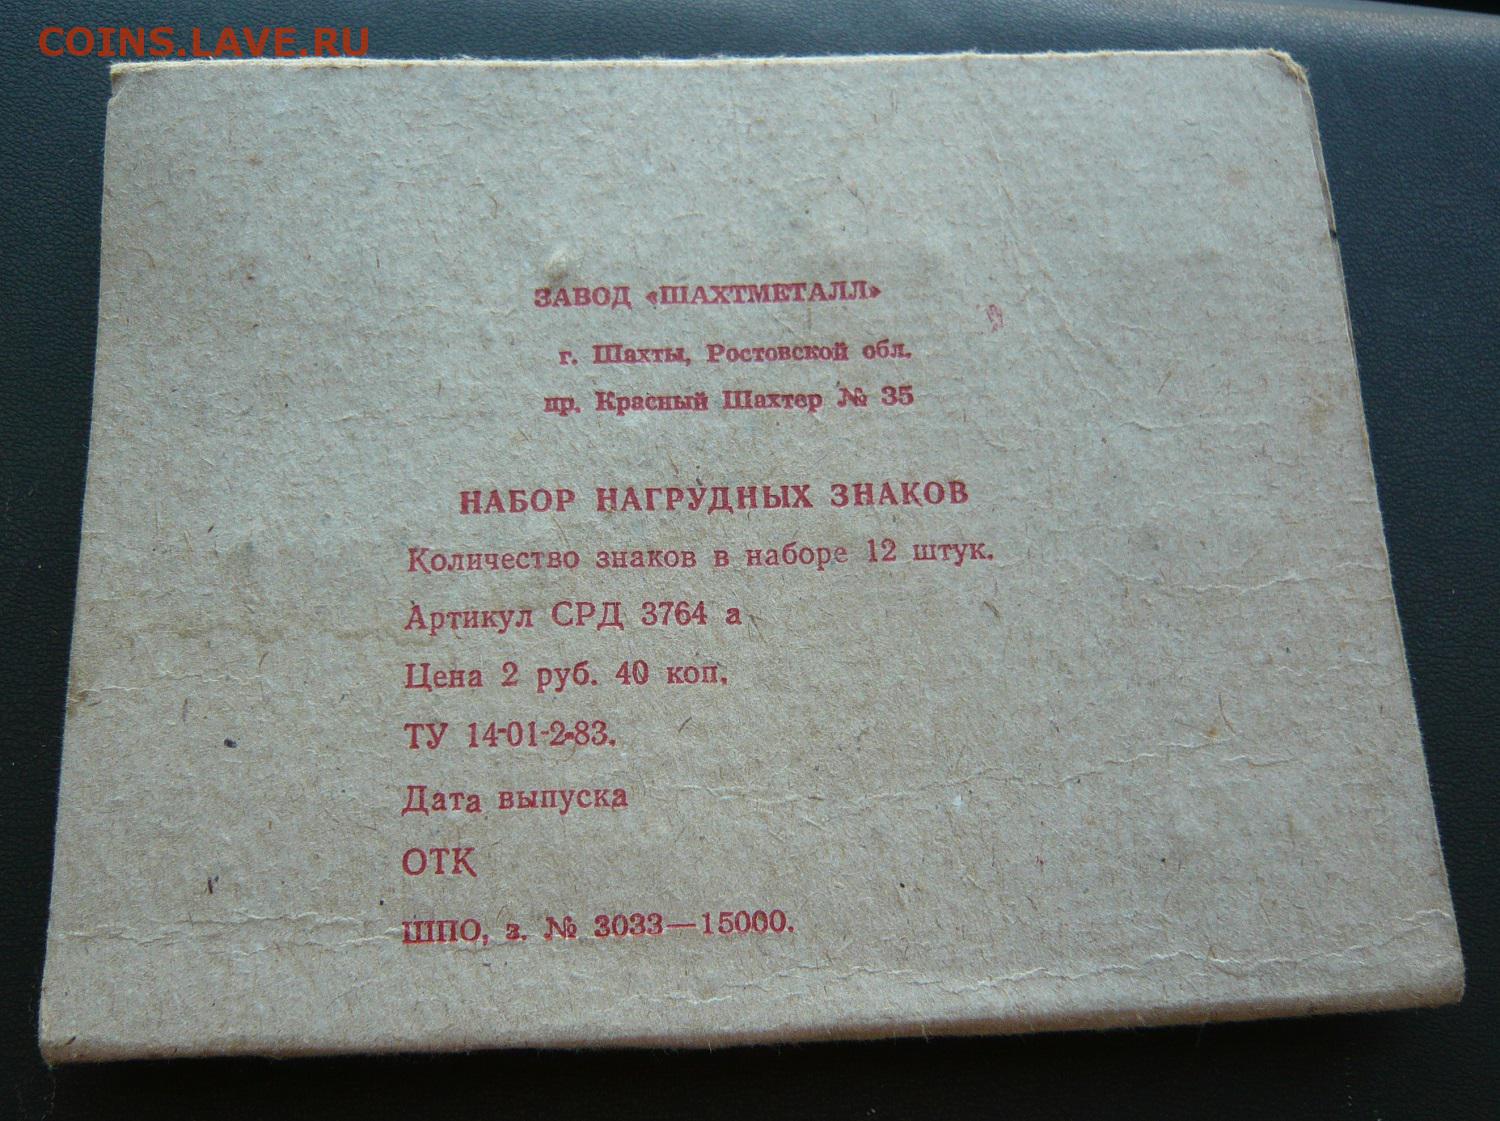 COINS.LAVE.RU
ЗАВОД «ШАХТМЕТАЛЛ»
г. Шахты, Ростовской обл.
пр. Красный Шахтер № 35
НАБОР НАГРУДНЫХ ЗНАКОВ
Количество знаков в наборе 12 штук.
Артикул СРД 3764 а
Цена 2 руб. 40 коп.
ТУ 14-01-2-83.
Дата выпуска
ОТК
ШПО, з. № 3033—15000.